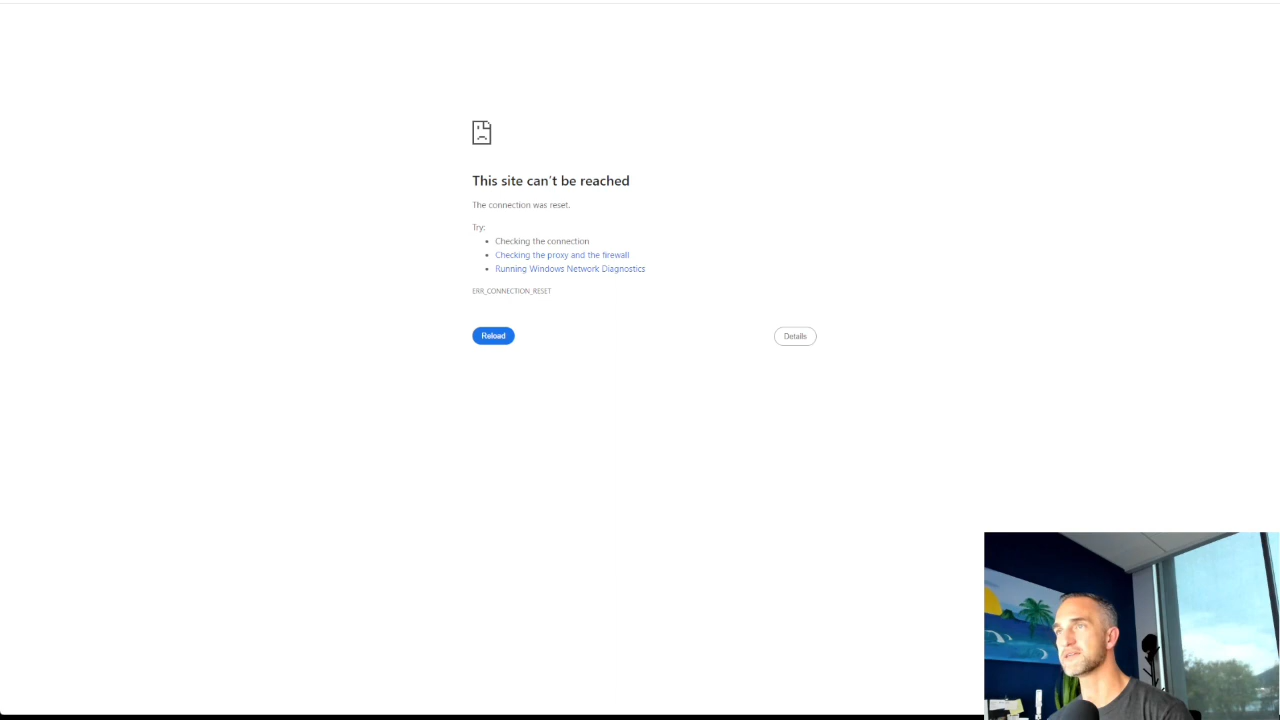 This site can't be reached
The connection was reset.
Try:
Checking the connection
Checking the proxy and the firewall
Running Windows Network Diagnostics
ERR_CONNECTION_RESET
Reload
Details